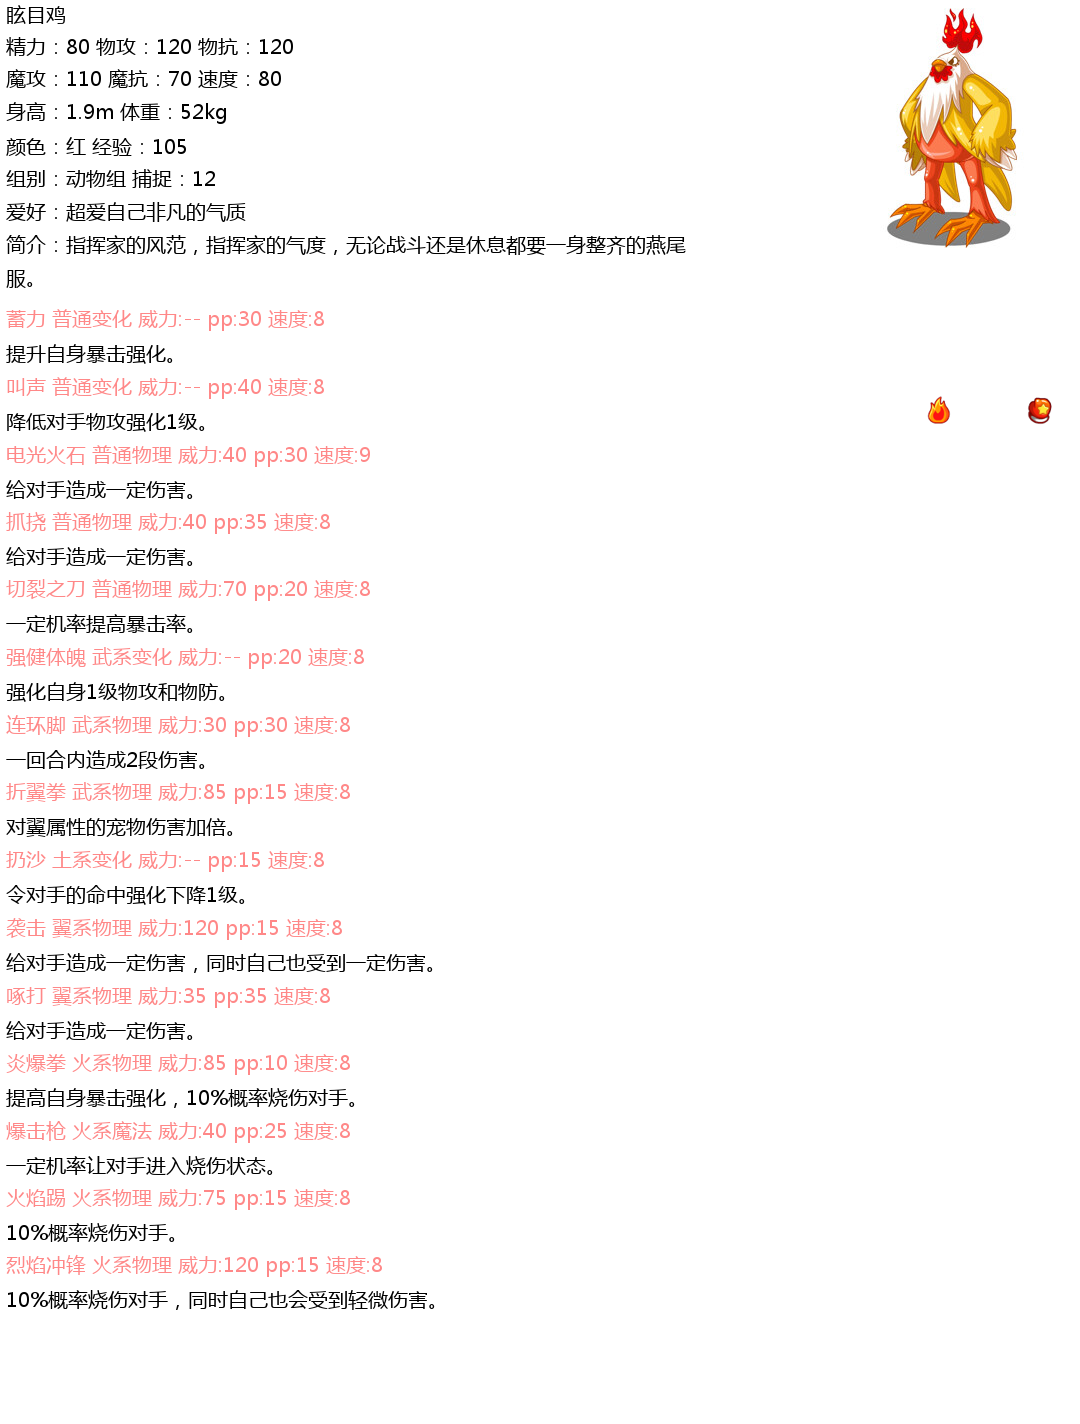 眩目鸡
精力：80 物攻：120 物抗：120
魔攻：110 魔抗：70 速度：80
身高：1.9m 体重：52kg
颜色：红 经验：105
组别：动物组 捕捉：12
爱好：超爱自己非凡的气质
简介：指挥家的风范，指挥家的气度，无论战斗还是休息都要一身整齐的燕尾
服。
蓄力 普通变化 威力:-- pp:30 速度:8
提升自身暴击强化。
叫声 普通变化 威力:-- pp:40 速度:8
降低对手物攻强化1级。
电光火石 普通物理 威力:40 pp:30 速度:9
给对手造成一定伤害。
抓挠 普通物理 威力:40 pp:35 速度:8
给对手造成一定伤害。
切裂之刀 普通物理 威力:70 pp:20 速度:8
一定机率提高暴击率。
强健体魄 武系变化 威力:-- pp:20 速度:8
强化自身1级物攻和物防。
连环脚 武系物理 威力:30 pp:30 速度:8
一回合内造成2段伤害。
折翼拳 武系物理 威力:85 pp:15 速度:8
对翼属性的宠物伤害加倍。
扔沙 土系变化 威力:-- pp:15 速度:8
令对手的命中强化下降1级。
袭击 翼系物理 威力:120 pp:15 速度:8
给对手造成一定伤害，同时自己也受到一定伤害。
啄打 翼系物理 威力:35 pp:35 速度:8
给对手造成一定伤害。
炎爆拳 火系物理 威力:85 pp:10 速度:8
提高自身暴击强化，10%概率烧伤对手。
爆击枪 火系魔法 威力:40 pp:25 速度:8
一定机率让对手进入烧伤状态。
火焰踢 火系物理 威力:75 pp:15 速度:8
10%概率烧伤对手。
烈焰冲锋 火系物理 威力:120 pp:15 速度:8
10%概率烧伤对手，同时自己也会受到轻微伤害。